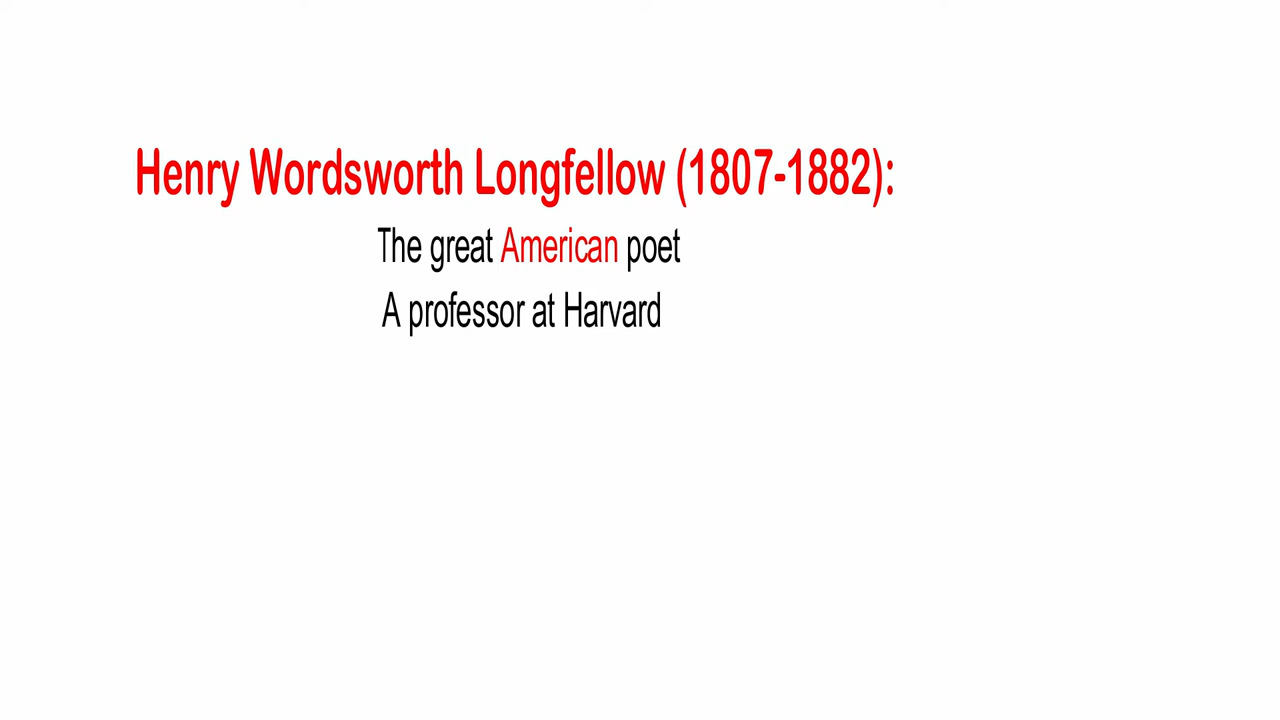 Henry Wordsworth Longfellow (1807-1882):
The great American poet
A professor at Harvard